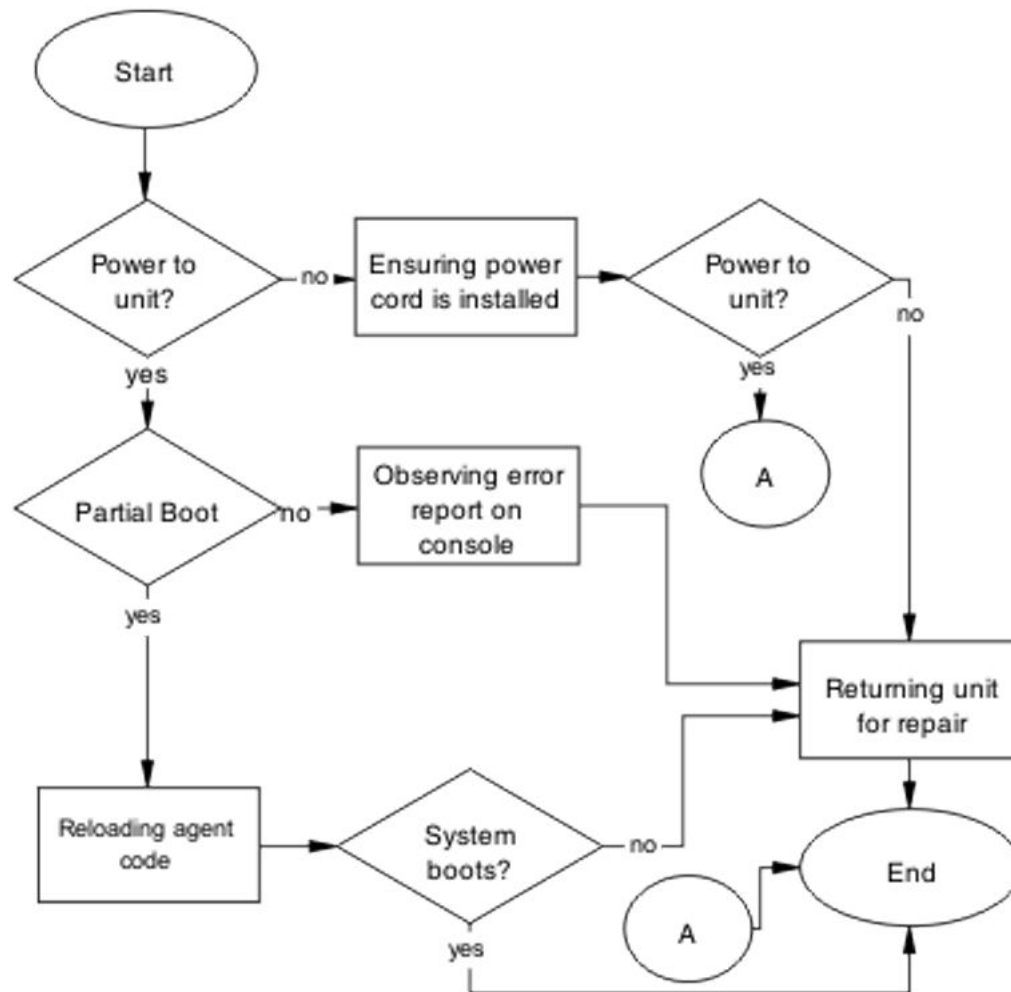 Start
Power to
unit?
no
Ensuring power
cord is installed
Power to
unit?
no
yes
yes
A
Partial Boot
no
Observing error
report on
console
yes
Returning unit
for repair
Reloading agent
code
System
boots?
no
A
End
yes